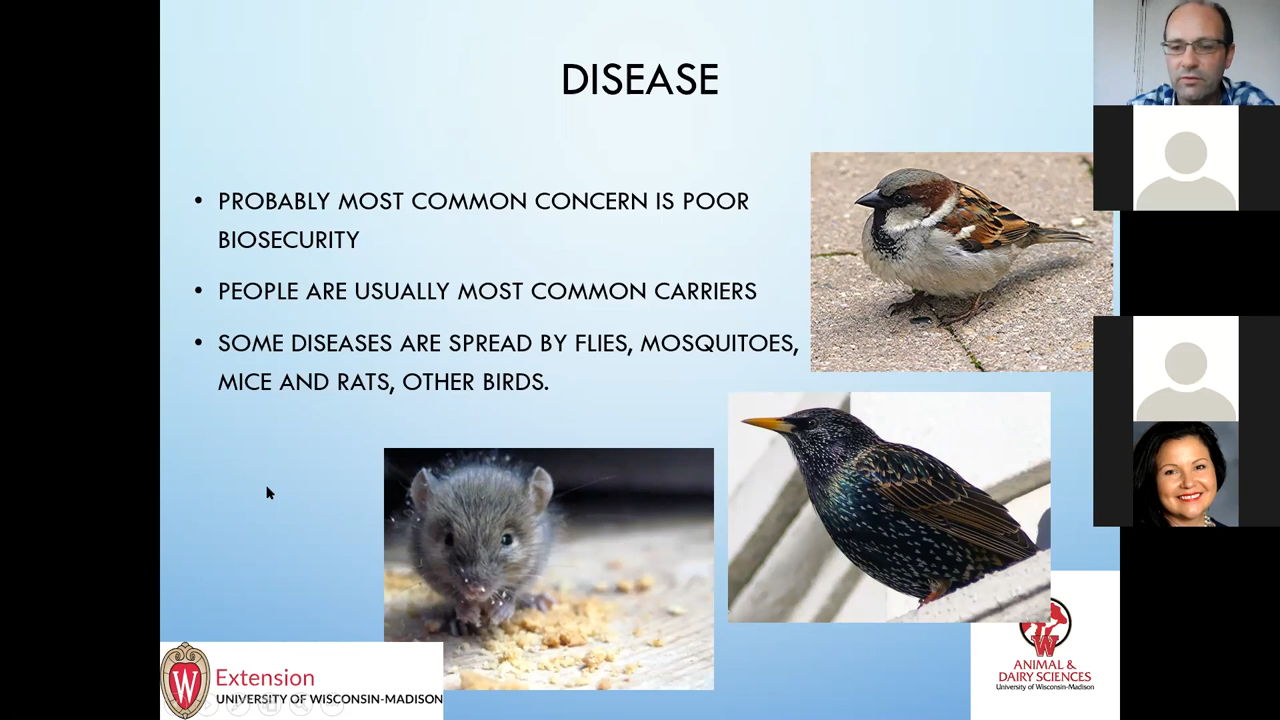 DISEASE
• PROBABLY MOST COMMON CONCERN IS POOR
BIOSECURITY
• PEOPLE ARE USUALLY MOST COMMON CARRIERS
• SOME DISEASES ARE SPREAD BY FLIES, MOSQUITOES,
MICE AND RATS, OTHER BIRDS.
W
Extension
UNIVERSITY OF WISCONSIN-MADISON
W
ANIMAL &
DAIRY SCIENCES
University of Wisconsin-Madison